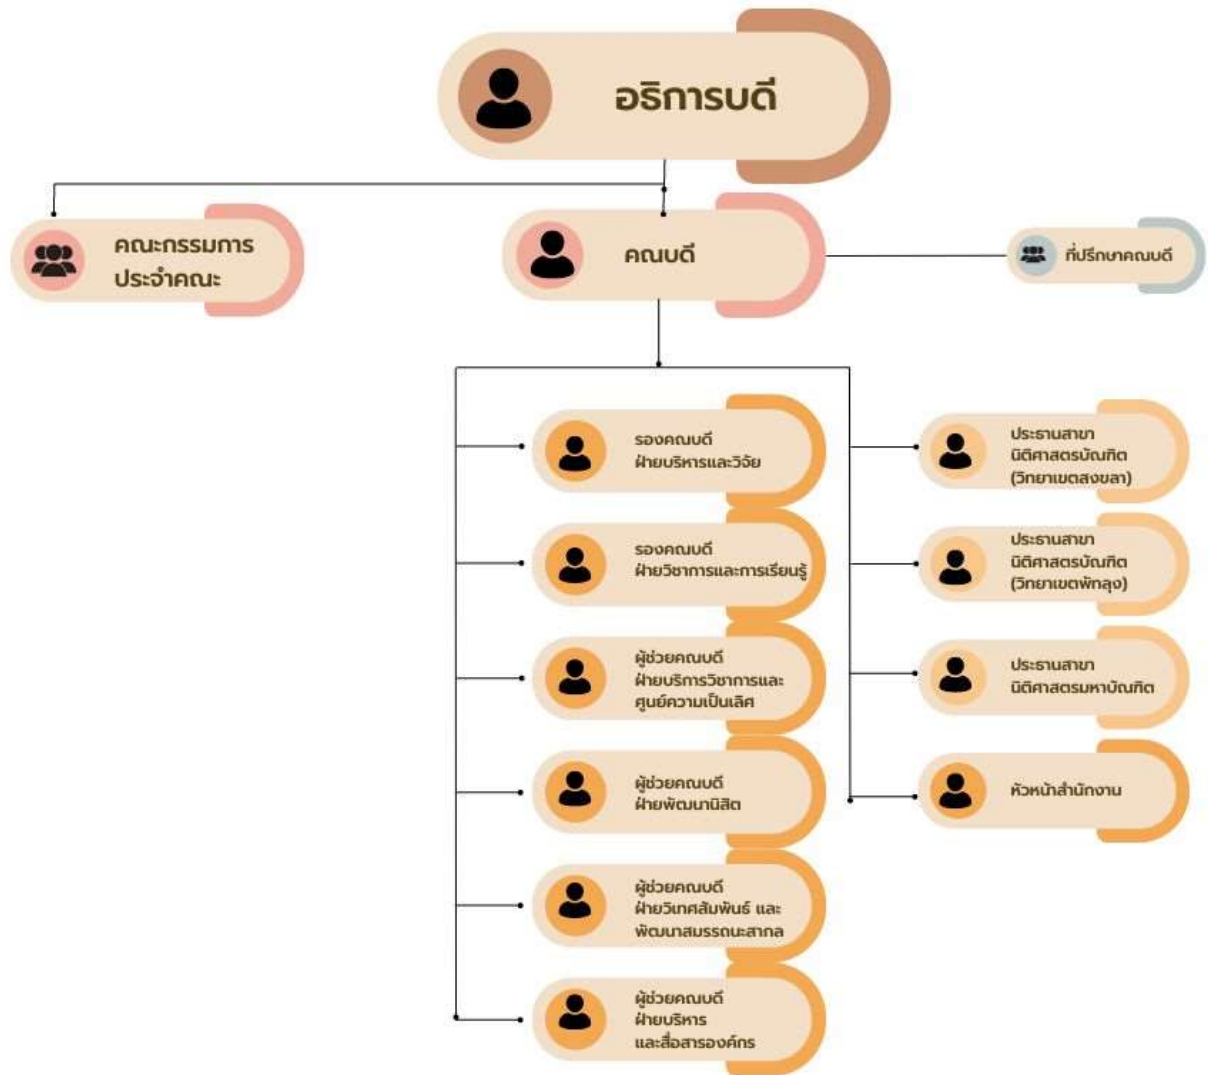 อธิการบดี
คณะกรรมการ
ประจำคณะ
คณบดี
ที่ปรึกษาคณบดี
รองคณบดี
ฝ่ายบริหารและวิจัย
รองคณบดี
ฝ่ายวิชาการและการเรียนรู้
ผู้ช่วยคณบดี
ฝ่ายบริการวิชาการและ
ศูนย์ความเป็นเลิศ
ผู้ช่วยคณบดี
ฝ่ายพัฒนานิสิต
ผู้ช่วยคณบดี
ฝ่ายวิเทศสัมพันธ์ และ
พัฒนาสมรรถนะสากล
ผู้ช่วยคณบดี
ฝ่ายบริหาร
และสื่อสารองค์กร
ประธานสาขา
นิติศาสตรบัณฑิต
(วิทยาเขตสงขลา)
ประธานสาขา
นิติศาสตรบัณฑิต
(วิทยาเขตพัทลุง)
ประธานสาขา
นิติศาสตรมหาบัณฑิต
หัวหน้าสำนักงาน